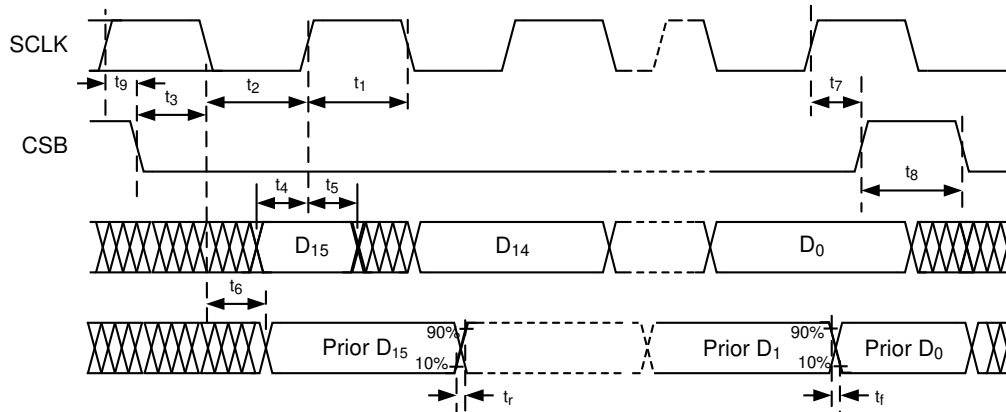 SCLK
t9
t3
t2
t1
t7
CSB
t8
t4
t5
D15
D14
D0
t6
Prior D15
90%
10%
Prior D1
90%
10%
Prior D0
tr
tf